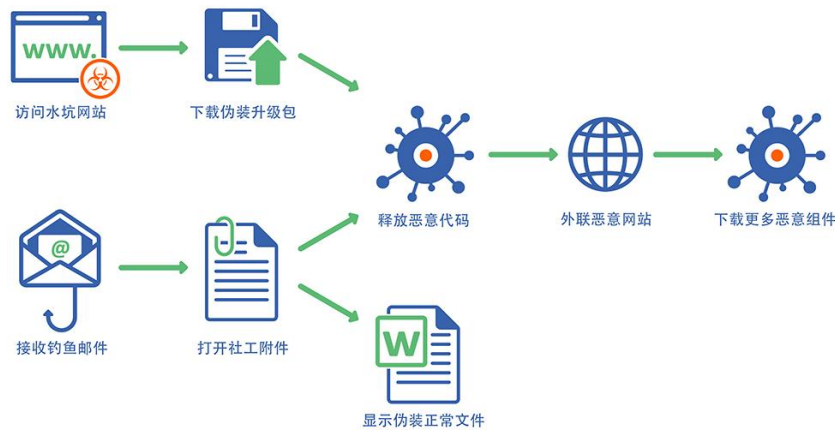 www.
访问水坑网站
下载伪装升级包
释放恶意代码
外联恶意网站
下载更多恶意组件
@
接收钓鱼邮件
打开社工附件
W
显示伪装正常文件